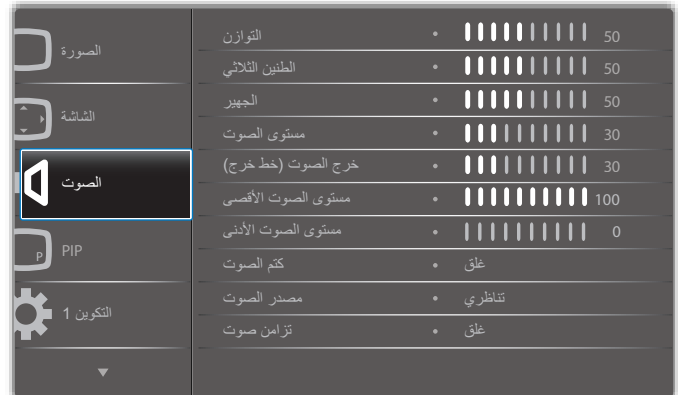 الصورة
الشاشة
الصوت
PIP
P
التكوين 1
التوازن • 50
الطنين الثلاثي • 50
الجهير • 50
مستوى الصوت • 30
خرج الصوت (خط خرج) • 30
مستوى الصوت الأقصى • 100
مستوى الصوت الأدنى • 0
كتم الصوت • غلق
مصدر الصوت • تناظري
تزامن صوت • غلق